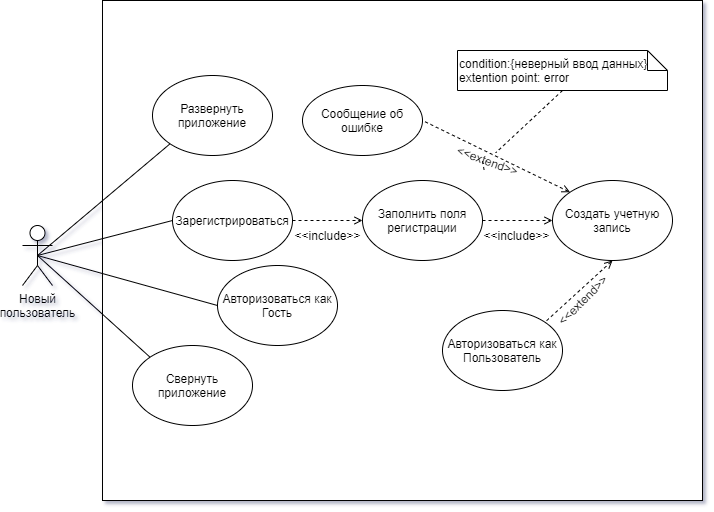 condition:{неверный ввод данных}
extention point: error
Развернуть
приложение
Сообщение об
ошибке
<<extend>>
Зарегистрироваться
<<include>>
Заполнить поля
регистрации
<<include>>
Создать учетную
запись
Новый
пользователь
Авторизоваться как
Гость
<<extend>>
Авторизоваться как
Пользователь
Свернуть
приложение